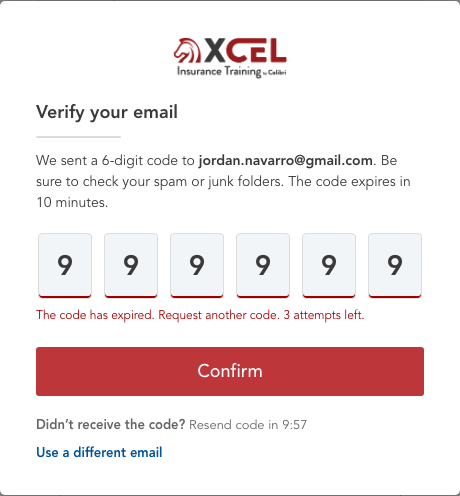 XCEL
Insurance Training by Colibri
Verify your email
We sent a 6-digit code to jordan.navarro@gmail.com. Be
sure to check your spam or junk folders. The code expires in
10 minutes.
9 9 9 9 9 9
The code has expired. Request another code. 3 attempts left.
Confirm
Didn’t receive the code? Resend code in 9:57
Use a different email